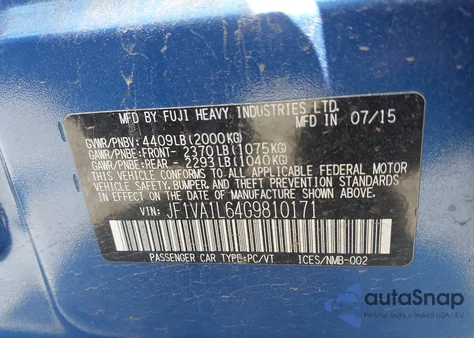 MFD BY FUJI HEAVY INDUSTRIES LTD.
MFD IN 07/15
GVWR/PNBV: 4409LB(2000KG)
GAWR/PNBE:FRONT- 2370LB(1075KG)
GAWR/PNBE:REAR - 2293LB(1040KG)
THIS VEHICLE CONFORMS TO ALL APPLICABLE FEDERAL MOTOR
VEHICLE SAFETY, BUMPER, AND THEFT PREVENTION STANDARDS
IN EFFECT ON THE DATE OF MANUFACTURE SHOWN ABOVE.
VIN: JF1VA1L64G9810171
PASSENGER CAR TYPE:PC/VT ICES/NMB-002
autoSnap